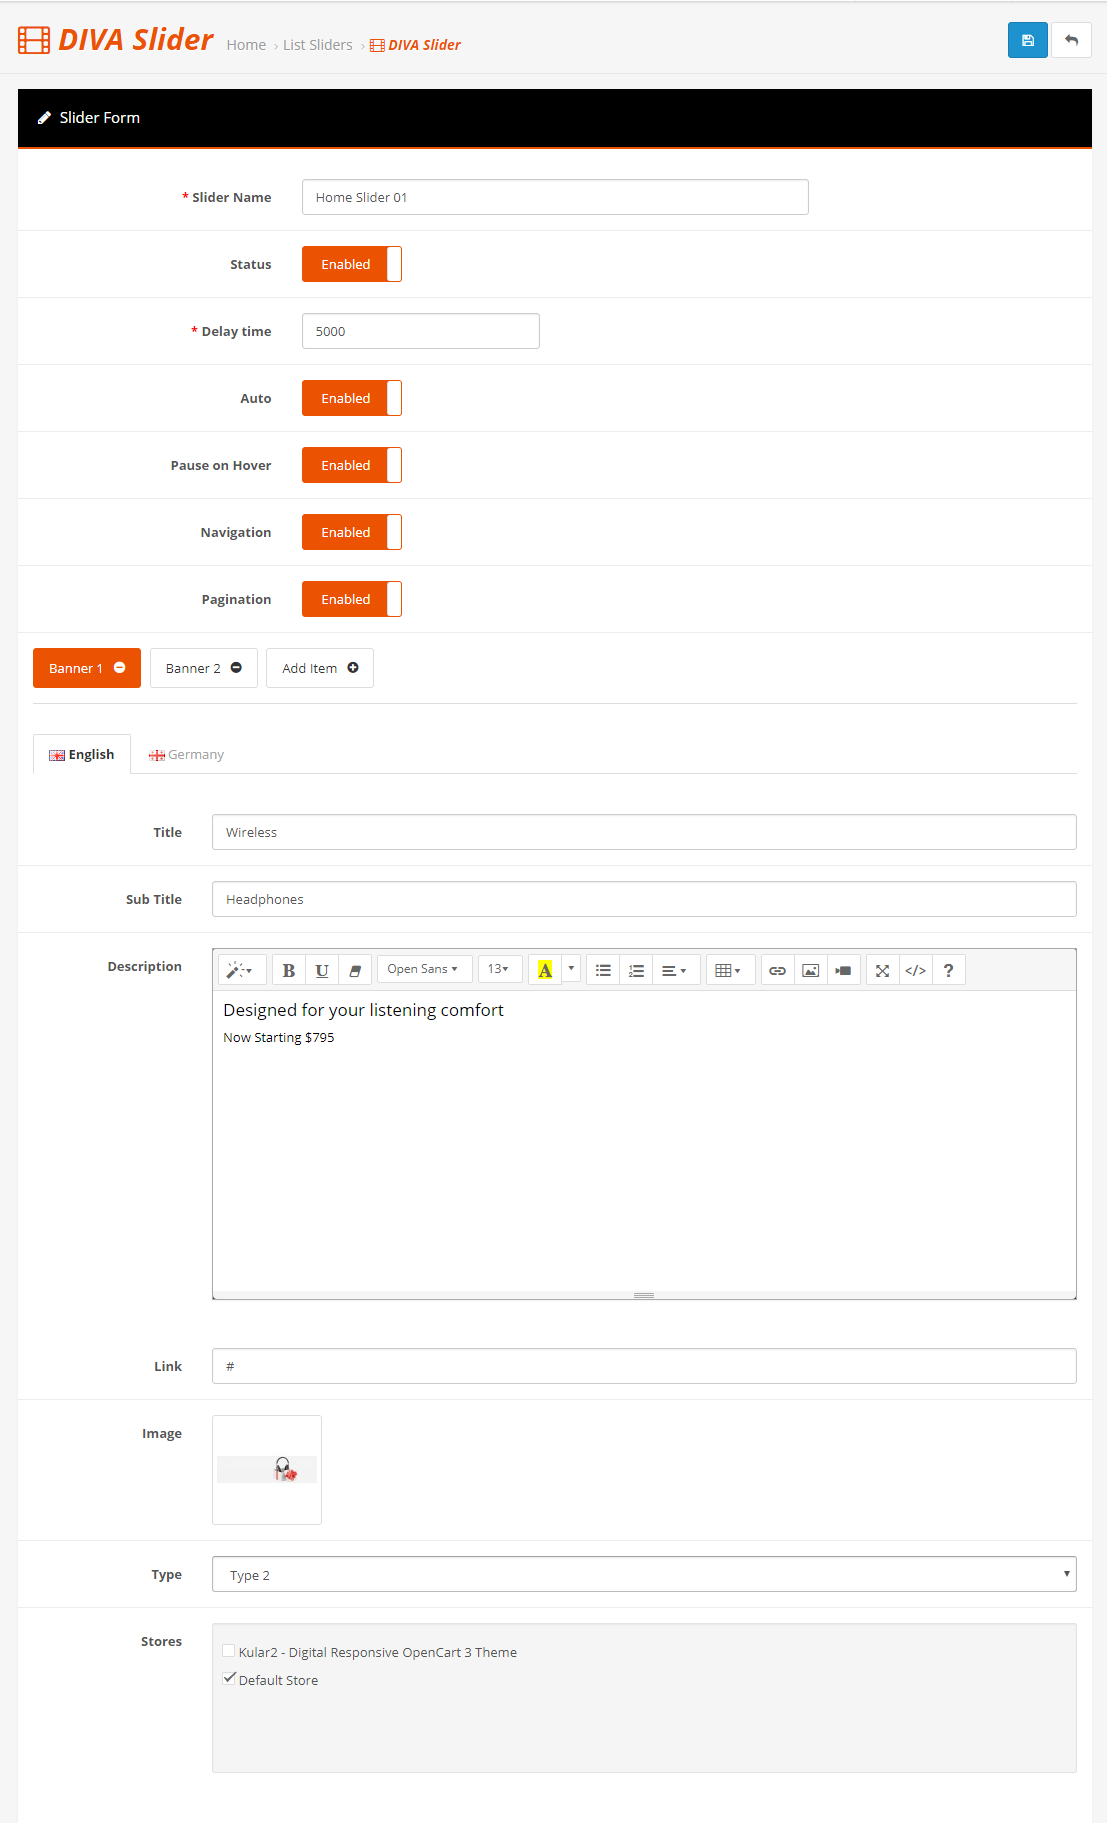 DIVA Slider Home › List Sliders › DIVA Slider
Slider Form
* Slider Name Home Slider 01
Status Enabled
* Delay time 5000
Auto Enabled
Pause on Hover Enabled
Navigation Enabled
Pagination Enabled
Banner 1 Banner 2 Add Item
English Germany
Title Wireless
Sub Title Headphones
Description B U Open Sans 13 A </> ?
Designed for your listening comfort
Now Starting $795
Link #
Image
Type Type 2
Stores
Kular2 - Digital Responsive OpenCart 3 Theme
Default Store